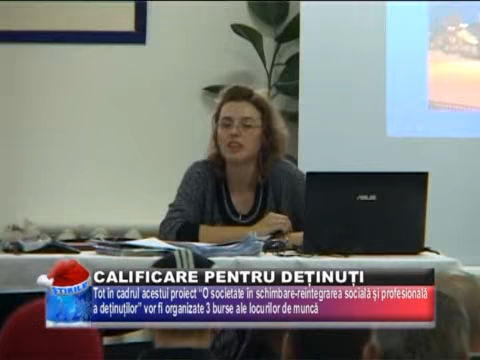 ASUS
CALIFICARE PENTRU DEȚINUȚI
ȘTIRILE
Tot în cadrul acestui proiect "O societate în schimbare-reintegrarea socială și profesională
a deținuților" vor fi organizate 3 burse ale locurilor de muncă